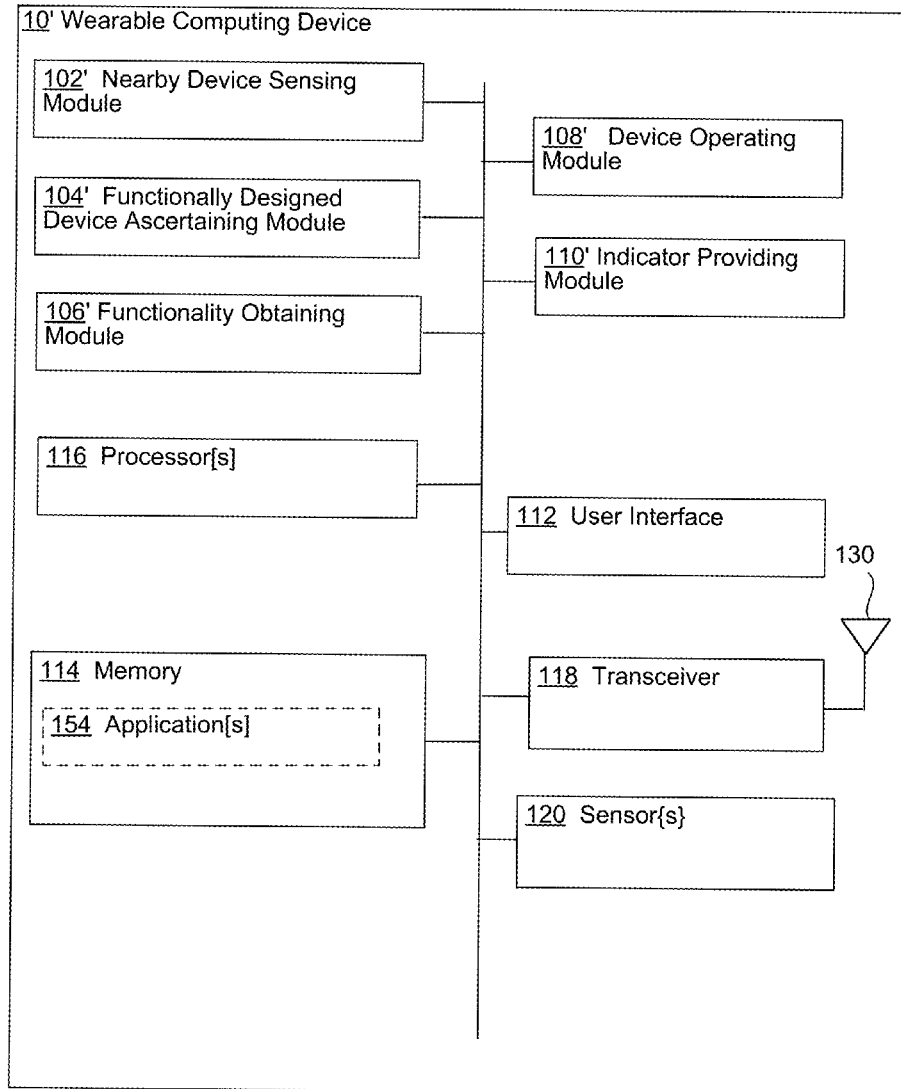 10' Wearable Computing Device
102' Nearby Device Sensing
Module
104' Functionally Designed
Device Ascertaining Module
106' Functionality Obtaining
Module
116 Processor[s]
114 Memory
154 Application[s]
108' Device Operating
Module
110' Indicator Providing
Module
112 User Interface
130
118 Transceiver
120 Sensor{s}